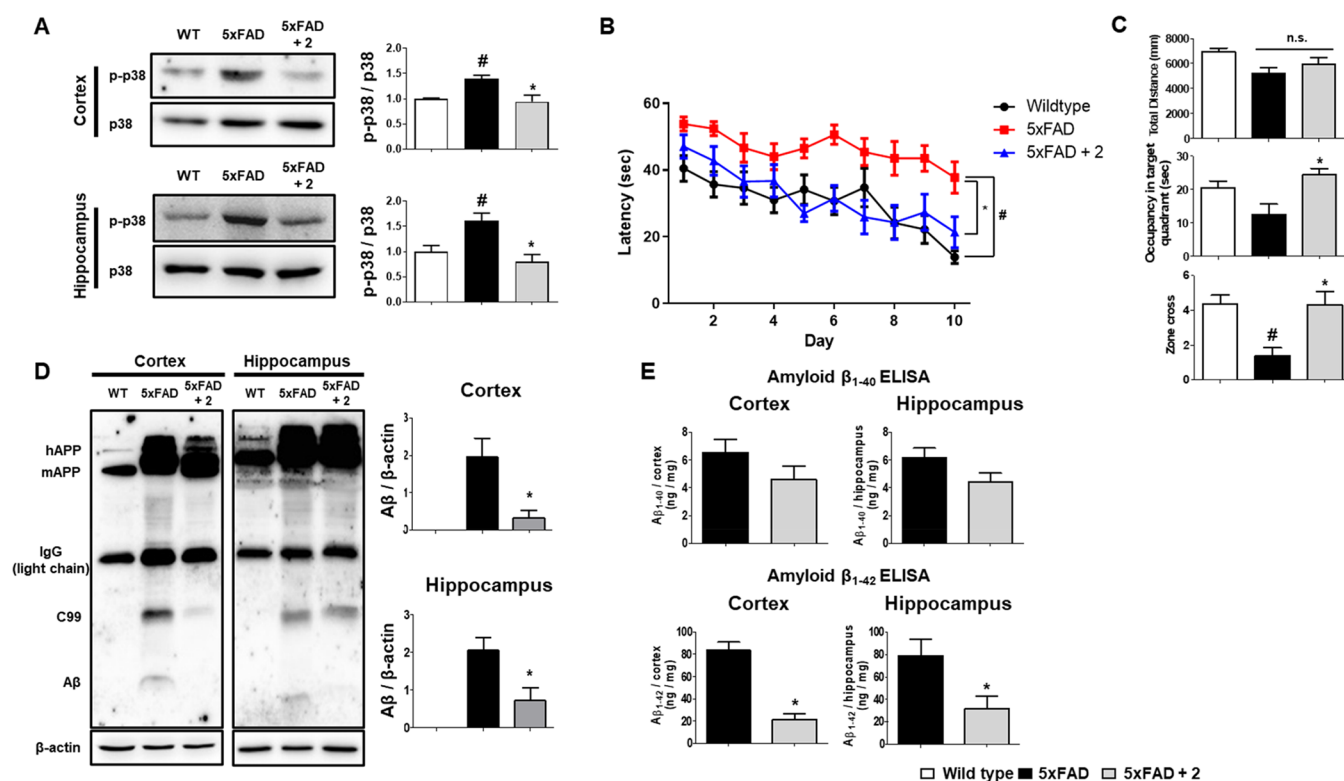 A
WT
5xFAD
5xFAD
+ 2
Cortex
p-p38
p38
WT
5xFAD
5xFAD
+ 2
Hippocampus
p-p38
p38
p-p38 / p38
2.0
1.5
1.0
0.5
0.0
#
*
p-p38 / p38
2.0
1.5
1.0
0.5
0.0
#
*
B
Latency (sec)
60
40
20
0
2
4
6
8
10
Day
Wildtype
5xFAD
5xFAD + 2
*
#
C
Total Distance (mm)
8000
6000
4000
2000
0
n.s.
Occupancy in target
quadrant (sec)
30
20
10
0
*
Zone cross
6
4
2
0
#
*
D
Cortex
Hippocampus
WT
5xFAD
5xFAD
+ 2
WT
5xFAD
5xFAD
+ 2
hAPP
mAPP
IgG
(light chain)
C99
Aβ
β-actin
Cortex
Aβ / β-actin
3
2
1
0
*
Hippocampus
Aβ / β-actin
3
2
1
0
*
E
Amyloid β1-40 ELISA
Cortex
Aβ1-40 / cortex
(ng / mg)
8
6
4
2
0
Hippocampus
Aβ1-40 / hippocampus
(ng / mg)
8
6
4
2
0
Amyloid β1-42 ELISA
Cortex
Aβ1-42 / cortex
(ng / mg)
100
80
60
40
20
0
*
Hippocampus
Aβ1-42 / hippocampus
(ng / mg)
100
80
60
40
20
0
*
Wild type
5xFAD
5xFAD + 2